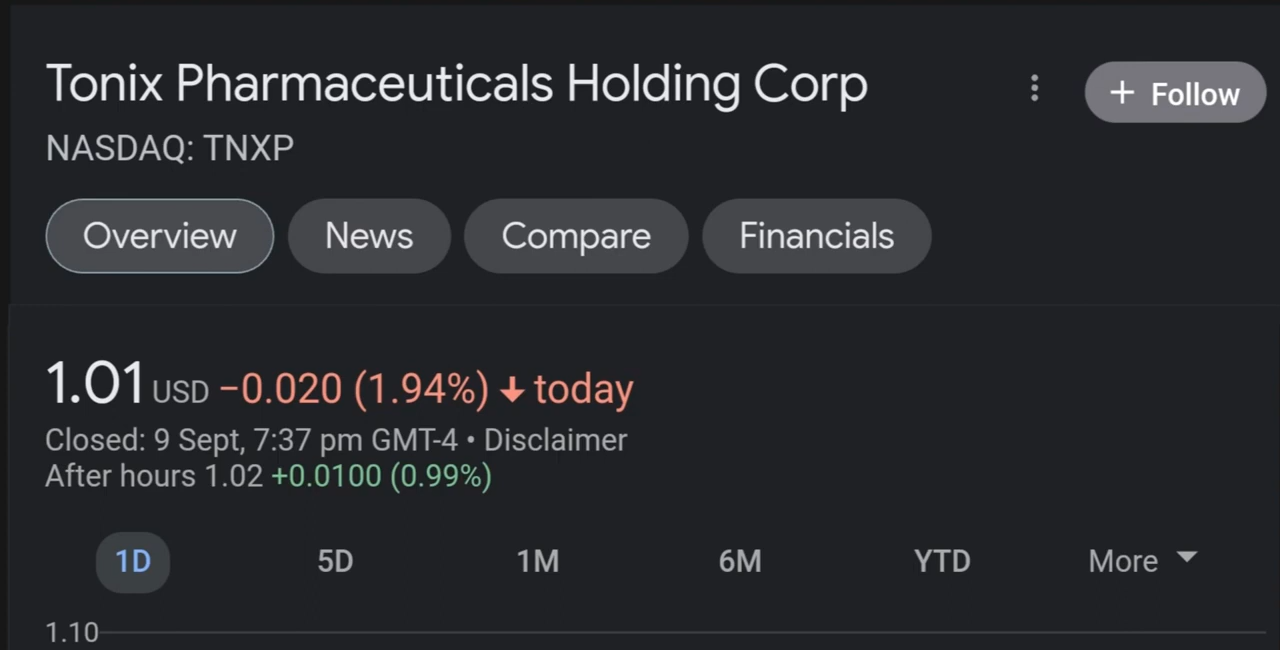 Tonix Pharmaceuticals Holding Corp
+ Follow
NASDAQ: TNXP
Overview News Compare Financials
1.01 USD −0.020 (1.94%) ↓ today
Closed: 9 Sept, 7:37 pm GMT-4 • Disclaimer
After hours 1.02 +0.0100 (0.99%)
1D 5D 1M 6M YTD More
1.10